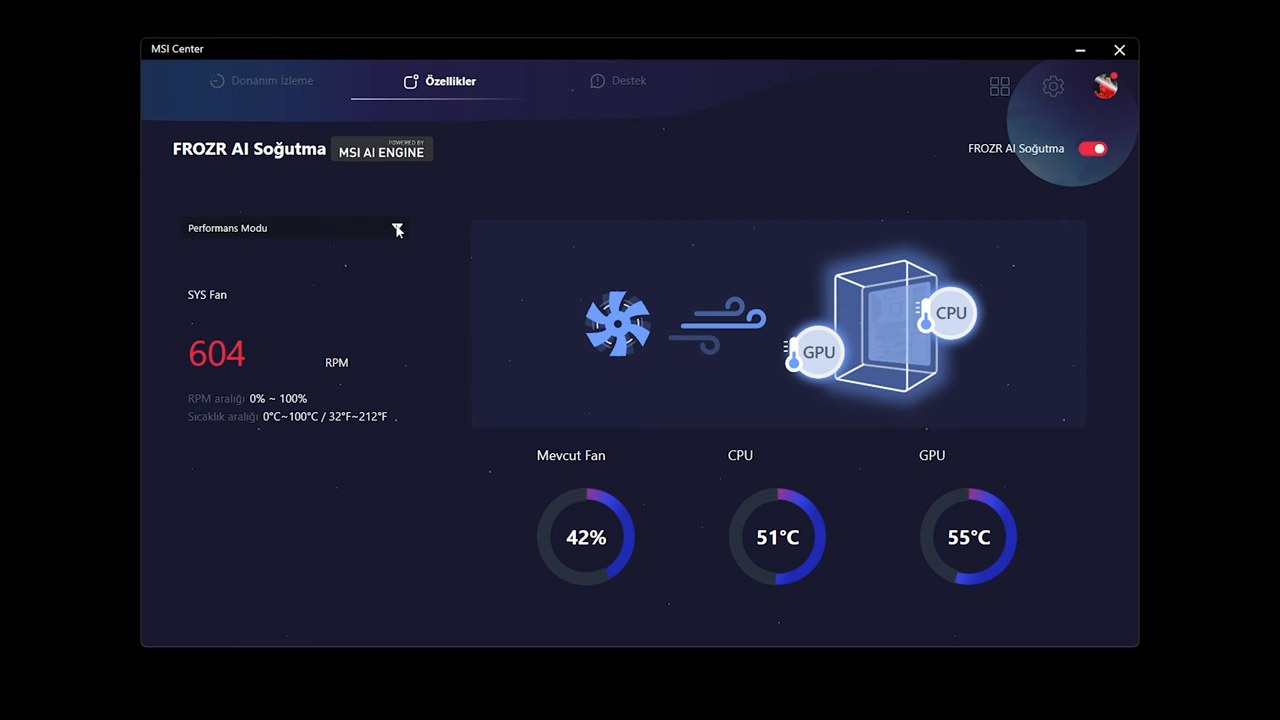 MSI Center
Donanım İzleme
Özellikler
Destek
FROZR AI Soğutma
POWERED BY
MSI AI ENGINE
FROZR AI Soğutma
Performans Modu
SYS Fan
604 RPM
RPM aralığı 0% ~ 100%
Sıcaklık aralığı 0°C~100°C / 32°F~212°F
GPU
CPU
Mevcut Fan
CPU
GPU
42%
51°C
55°C